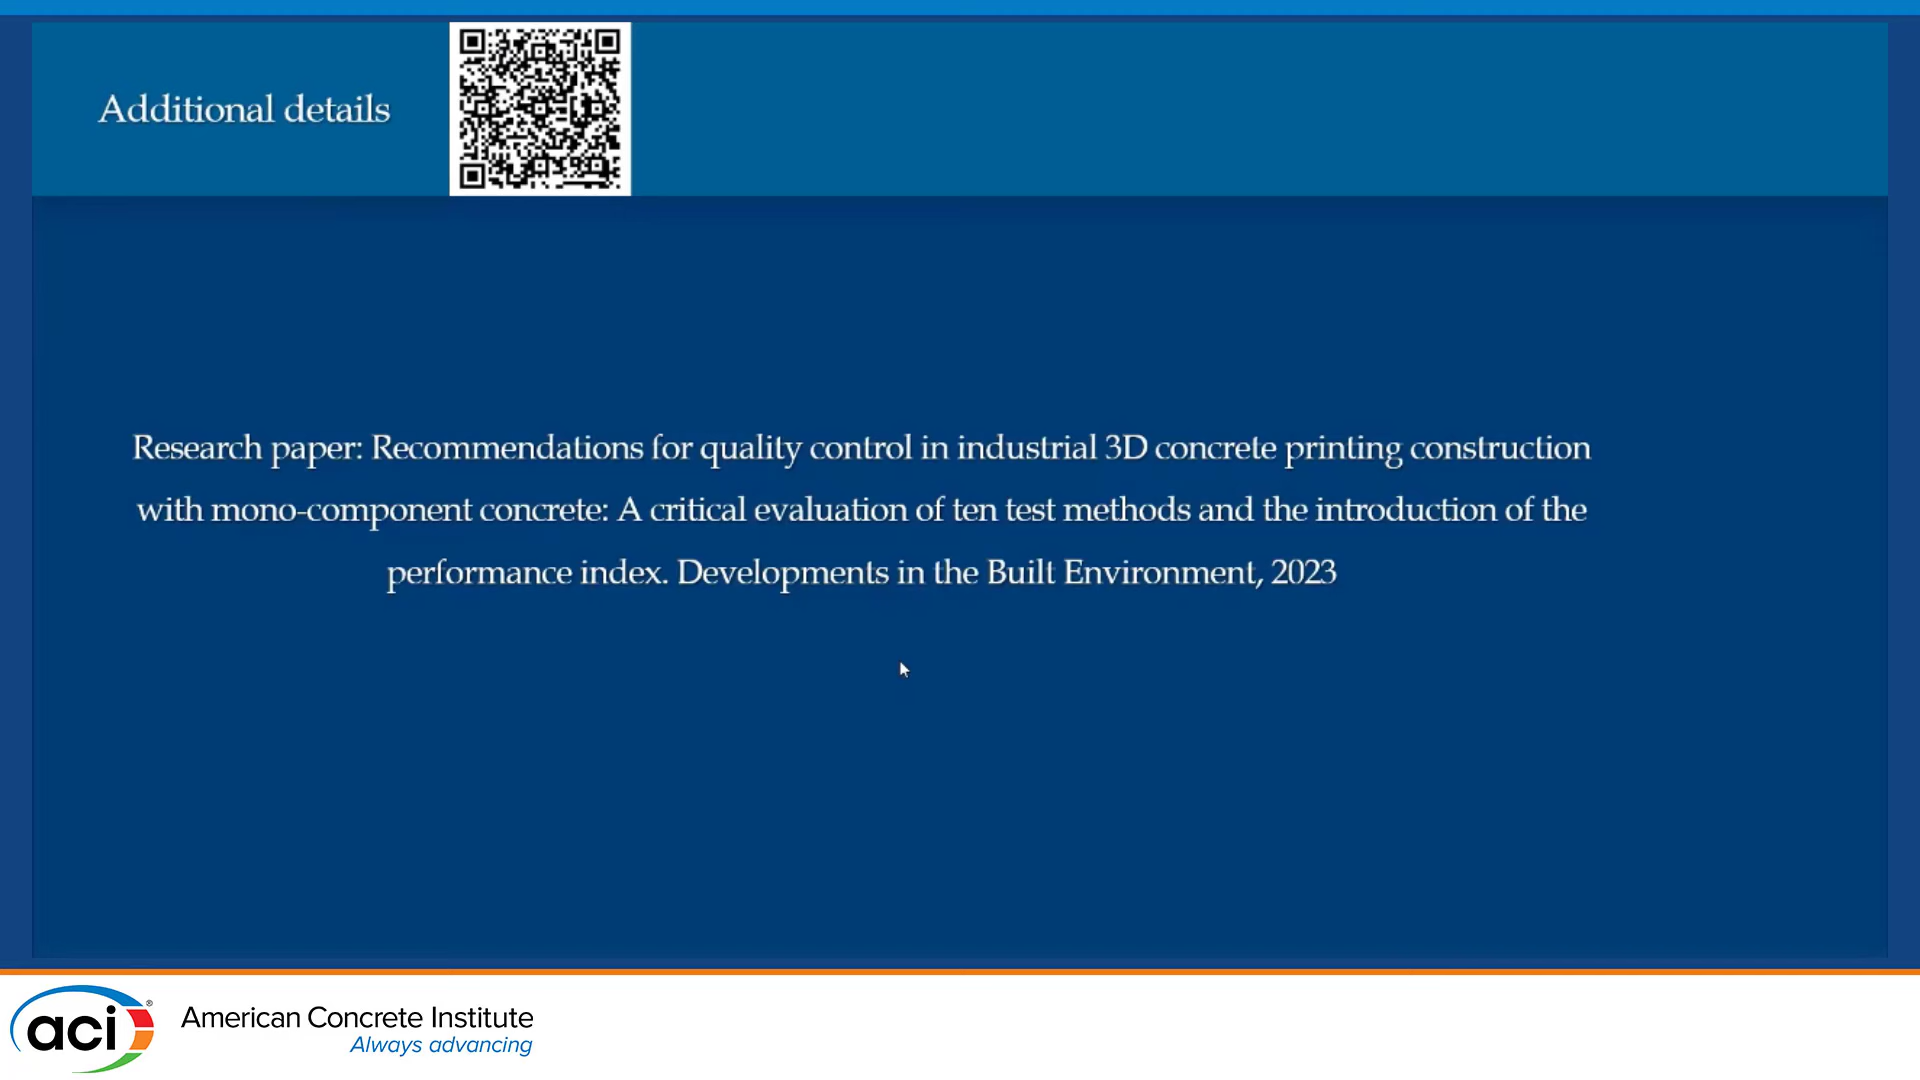 Additional details
Research paper: Recommendations for quality control in industrial 3D concrete printing construction
with mono-component concrete: A critical evaluation of ten test methods and the introduction of the
performance index. Developments in the Built Environment, 2023
aci®
American Concrete Institute
Always advancing